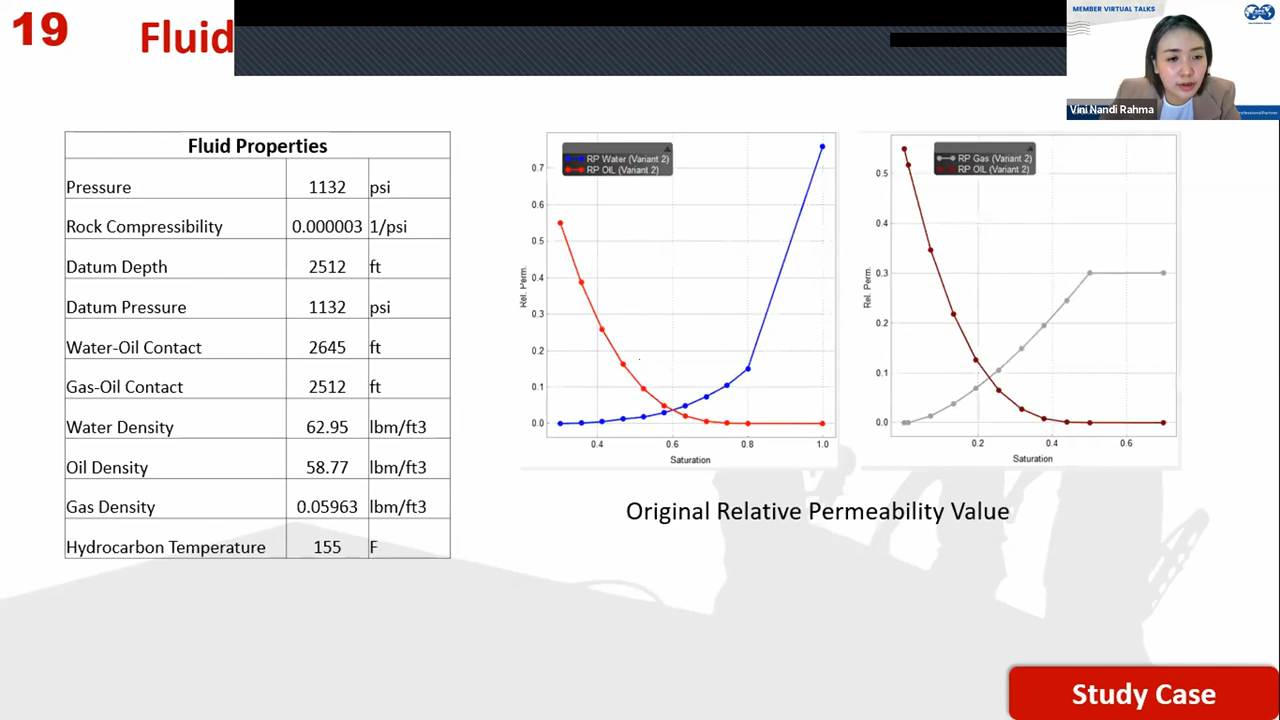 19
Fluid
MEMBER VIRTUAL TALKS
Vini Nandi Rahma
Fluid Properties
Pressure 1132 psi
Rock Compressibility 0.000003 1/psi
Datum Depth 2512 ft
Datum Pressure 1132 psi
Water-Oil Contact 2645 ft
Gas-Oil Contact 2512 ft
Water Density 62.95 lbm/ft3
Oil Density 58.77 lbm/ft3
Gas Density 0.05963 lbm/ft3
Hydrocarbon Temperature 155 F
RP Water (Variant 2)
RP OIL (Variant 2)
Rel. Perm.
0.7
0.6
0.5
0.4
0.3
0.2
0.1
0.0
0.4 0.6 0.8 1.0
Saturation
RP Gas (Variant 2)
RP OIL (Variant 2)
Rel. Perm.
0.5
0.4
0.3
0.2
0.1
0.0
0.2 0.4 0.6
Saturation
Original Relative Permeability Value
Study Case